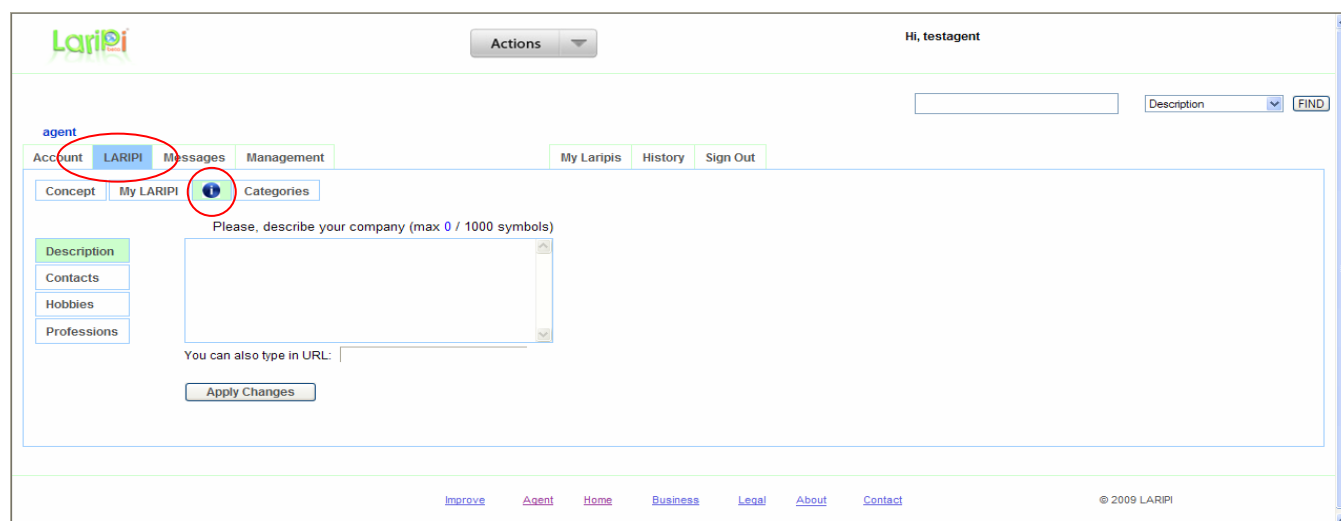 LariPi
Actions
Hi, testagent
Description FIND
agent
Account LARIPI Messages Management My Laripis History Sign Out
Concept My LARIPI i Categories
Please, describe your company (max 0 / 1000 symbols)
Description
Contacts
Hobbies
Professions
You can also type in URL:
Apply Changes
Improve Agent Home Business Legal About Contact © 2009 LARIPI